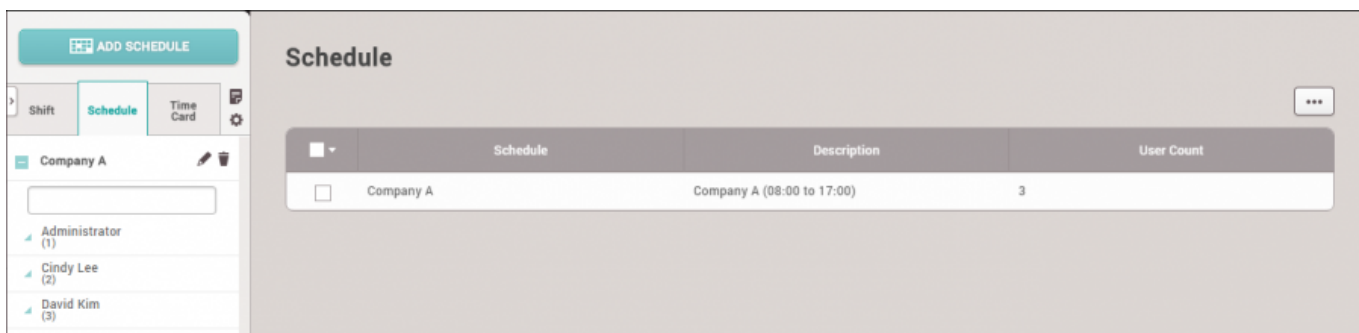 ADD SCHEDULE
Shift
Schedule
Time
Card
Company A
Administrator
(1)
Cindy Lee
(2)
David Kim
(3)
Schedule
Schedule Description User Count
Company A Company A (08:00 to 17:00) 3